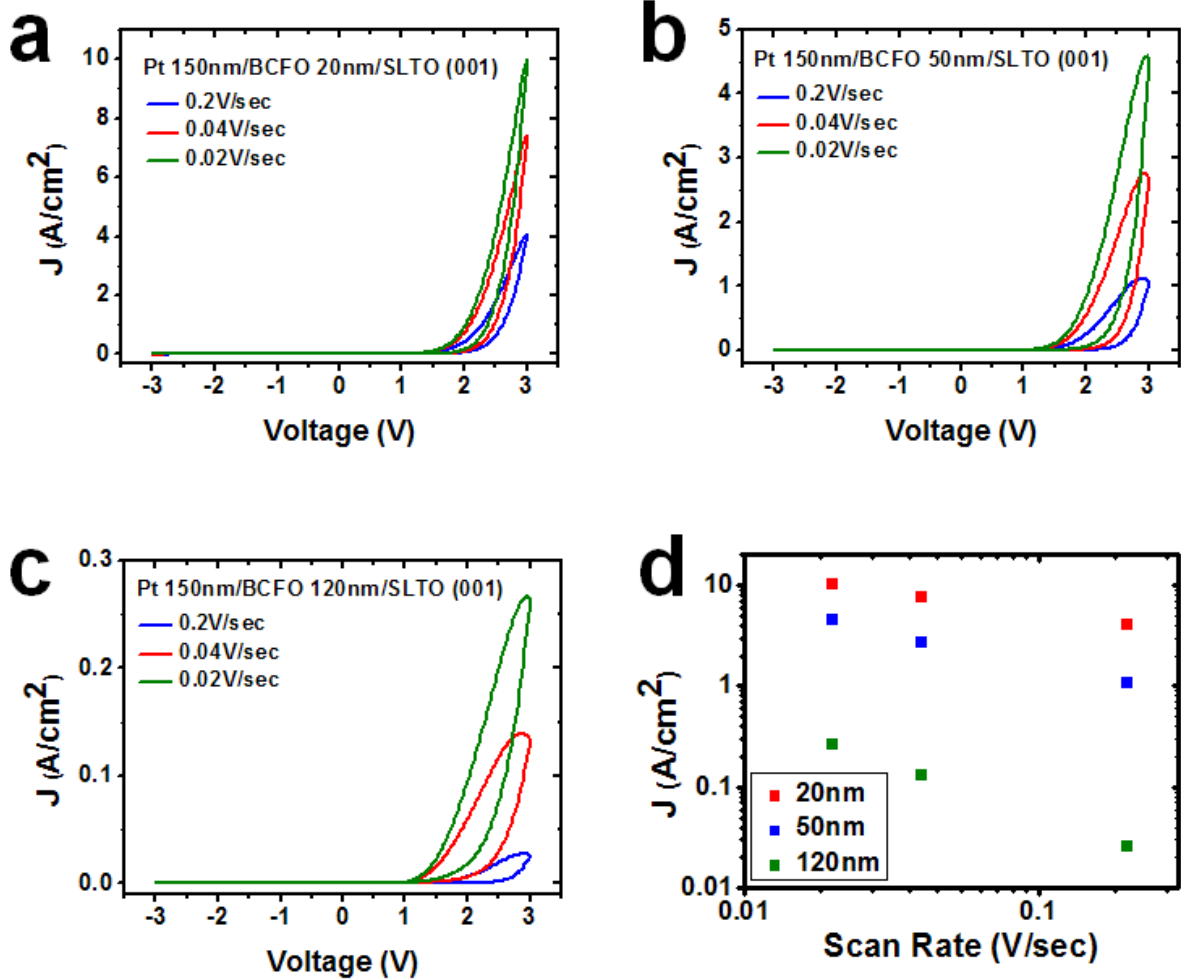 a
Pt 150nm/BCFO 20nm/SLTO (001)
0.2V/sec
0.04V/sec
0.02V/sec
10
8
6
4
2
0
J (A/cm2)
-3 -2 -1 0 1 2 3
Voltage (V)
b
Pt 150nm/BCFO 50nm/SLTO (001)
0.2V/sec
0.04V/sec
0.02V/sec
5
4
3
2
1
0
J (A/cm2)
-3 -2 -1 0 1 2 3
Voltage (V)
c
Pt 150nm/BCFO 120nm/SLTO (001)
0.2V/sec
0.04V/sec
0.02V/sec
0.3
0.2
0.1
0.0
J (A/cm2)
-3 -2 -1 0 1 2 3
Voltage (V)
d
10
1
0.1
0.01
J (A/cm2)
20nm
50nm
120nm
0.01 0.1
Scan Rate (V/sec)